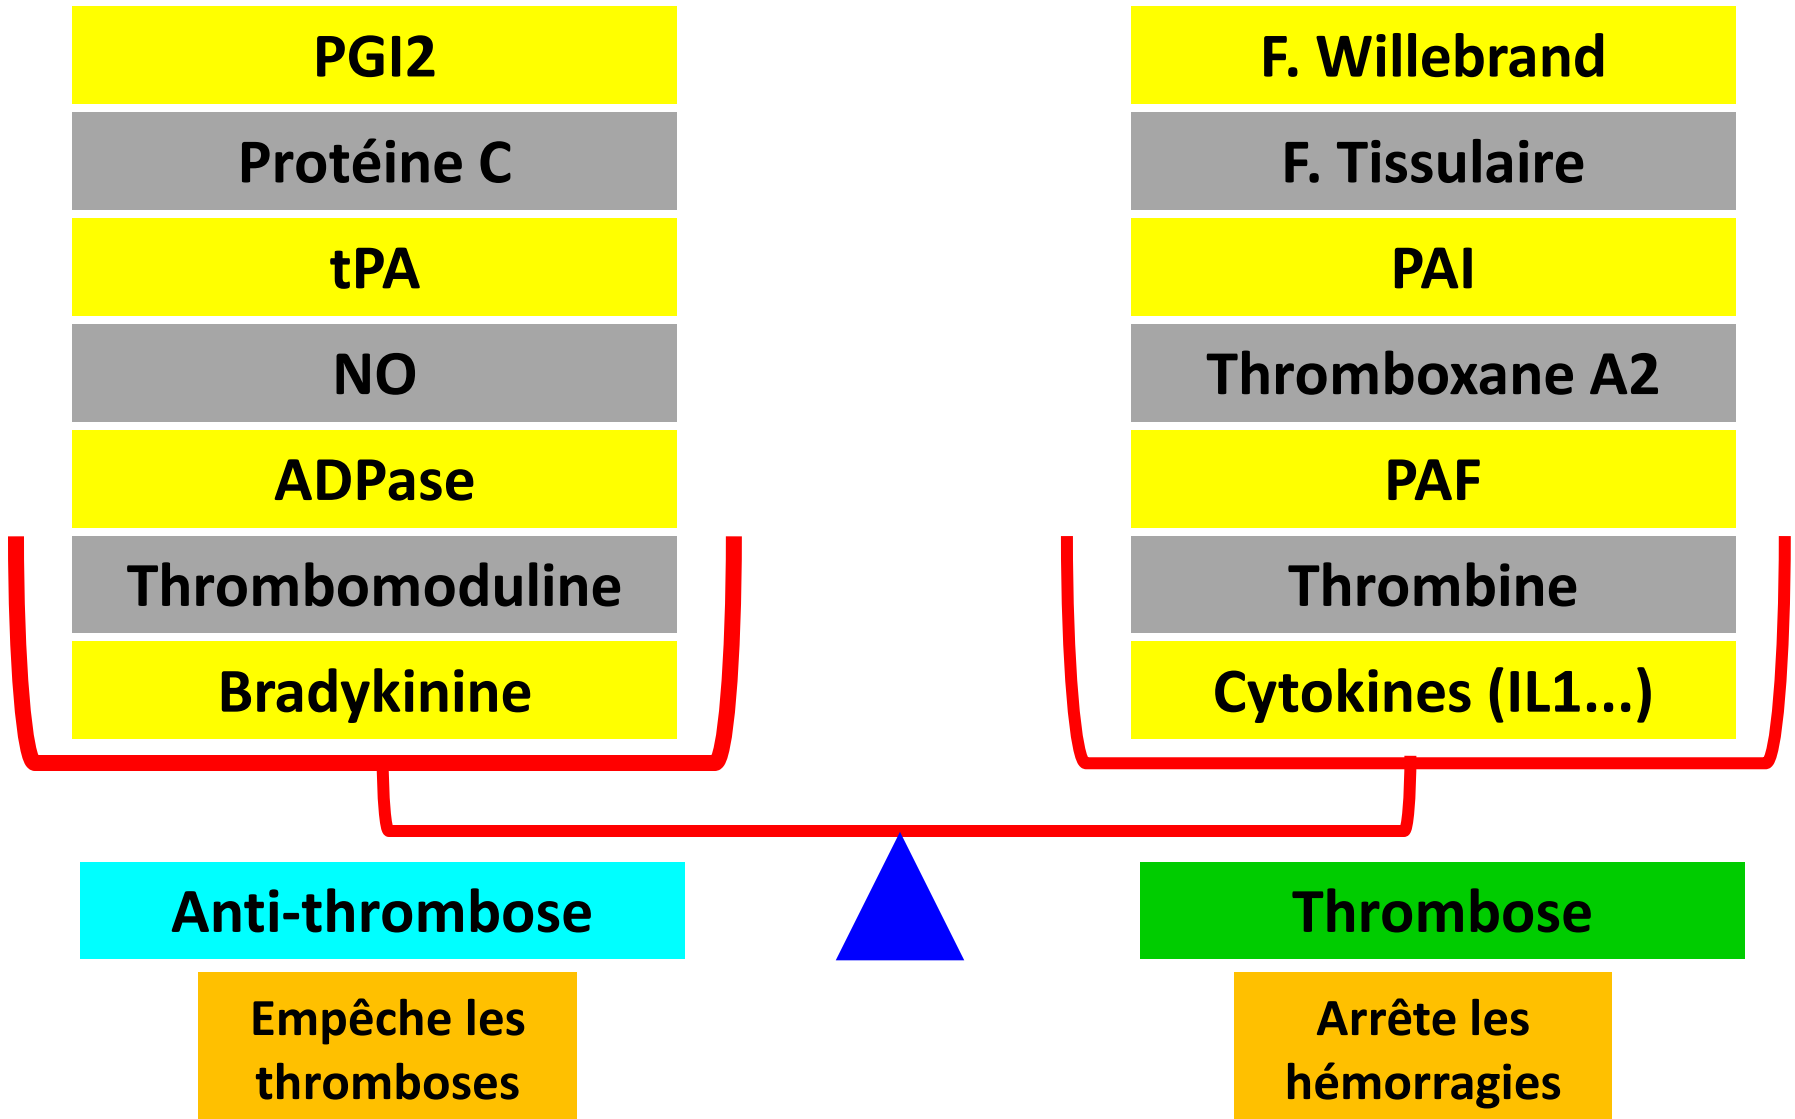 PGI2
Protéine C
tPA
NO
ADPase
Thrombomoduline
Bradykinine
Anti-thrombose
Empêche les
thromboses
F. Willebrand
F. Tissulaire
PAI
Thromboxane A2
PAF
Thrombine
Cytokines (IL1...)
Thrombose
Arrête les
hémorragies